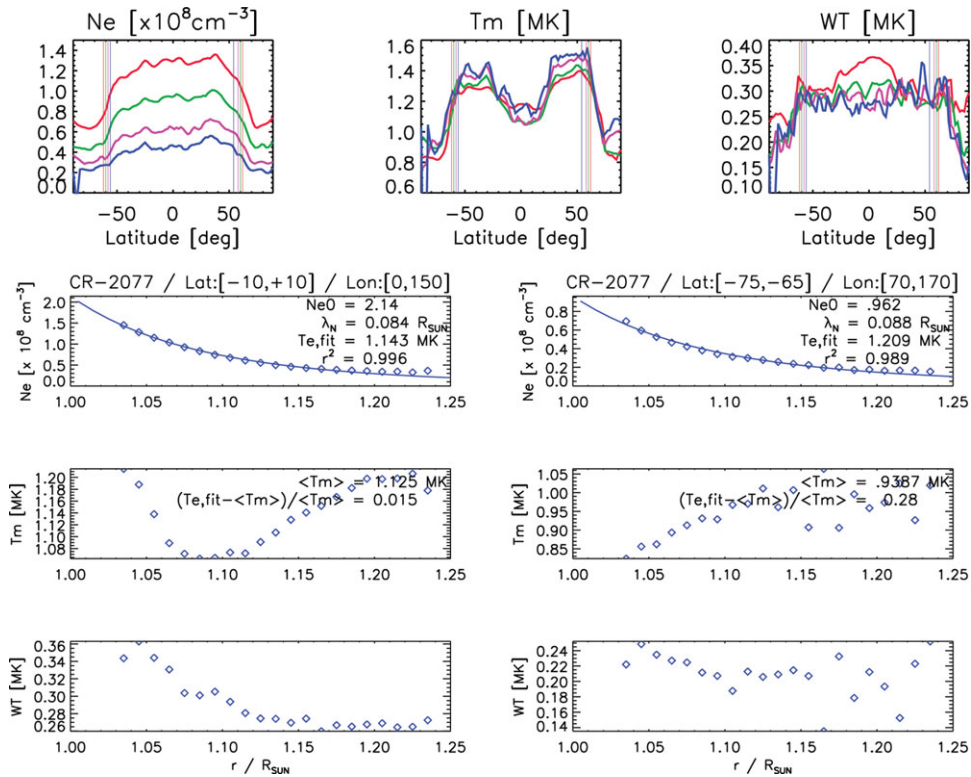 Ne [x10⁸cm⁻³] Tm [MK] WT [MK]
1.4 1.6 0.40
1.2 0.35
1.0 1.4 0.30
0.8 1.2 0.25
0.6 1.0 0.20
0.4 0.8 0.15
0.2
0.0 0.6 0.10
−50 0 50 −50 0 50 −50 0 50
Latitude [deg] Latitude [deg] Latitude [deg]
CR−2077 / Lat:[−10,+10] / Lon:[0,150]
Ne0 = 2.14
λN = 0.084 RSUN
Te,fit = 1.143 MK
r² = 0.996
Ne [x 10⁸ cm⁻³]
2.0
1.5
1.0
0.5
0.0
1.00 1.05 1.10 1.15 1.20 1.25
CR−2077 / Lat:[−75,−65] / Lon:[70,170]
Ne0 = .962
λN = 0.088 RSUN
Te,fit = 1.209 MK
r² = 0.989
Ne [x 10⁸ cm⁻³]
0.8
0.6
0.4
0.2
0.0
1.00 1.05 1.10 1.15 1.20 1.25
<Tm> = 1.125 MK
(Te,fit−<Tm>)/<Tm> = 0.015
Tm [MK]
1.20
1.18
1.16
1.14
1.12
1.10
1.08
1.00 1.05 1.10 1.15 1.20 1.25
<Tm> = .9387 MK
(Te,fit−<Tm>)/<Tm> = 0.28
Tm [MK]
1.05
1.00
0.95
0.90
0.85
1.00 1.05 1.10 1.15 1.20 1.25
WT [MK]
0.36
0.34
0.32
0.30
0.28
0.26
1.00 1.05 1.10 1.15 1.20 1.25
r / RSUN
WT [MK]
0.24
0.22
0.20
0.18
0.16
0.14
1.00 1.05 1.10 1.15 1.20 1.25
r / RSUN